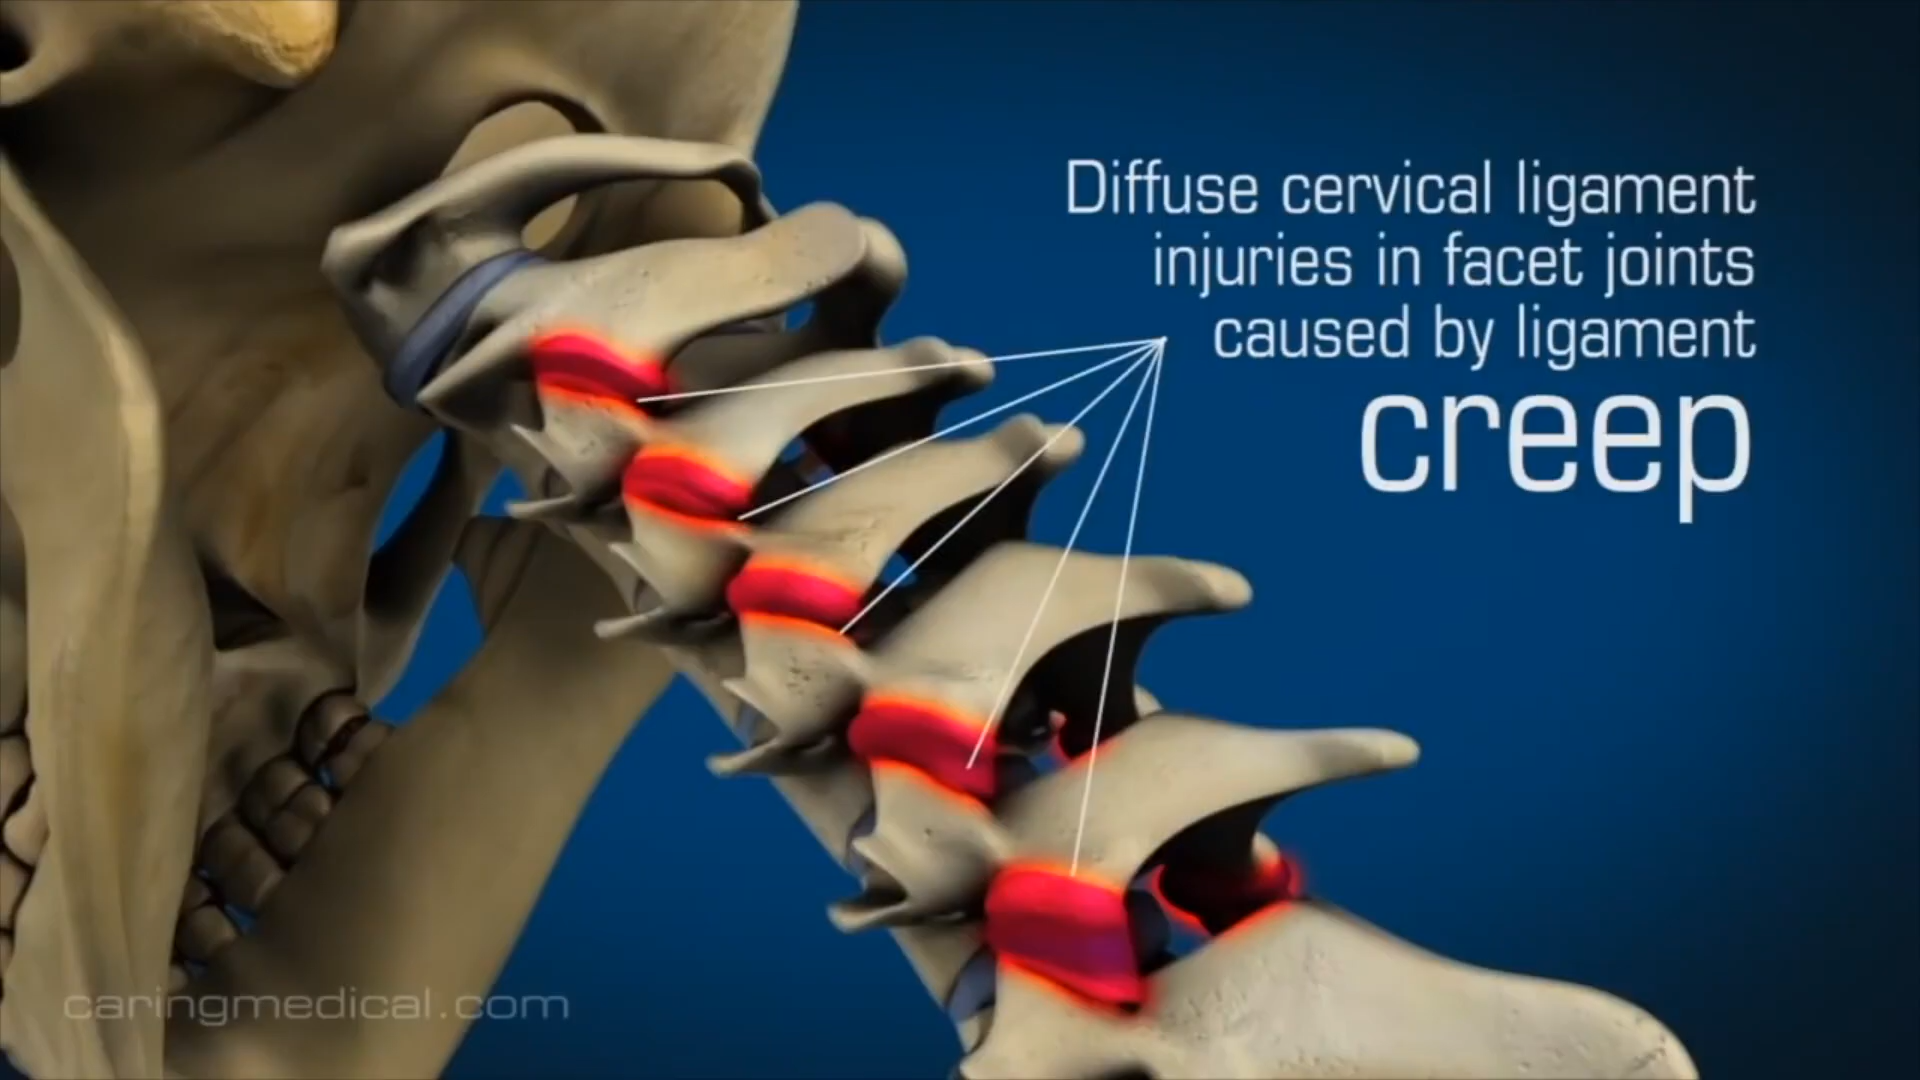 Diffuse cervical ligament
injuries in facet joints
caused by ligament
creep
caringmedical.com